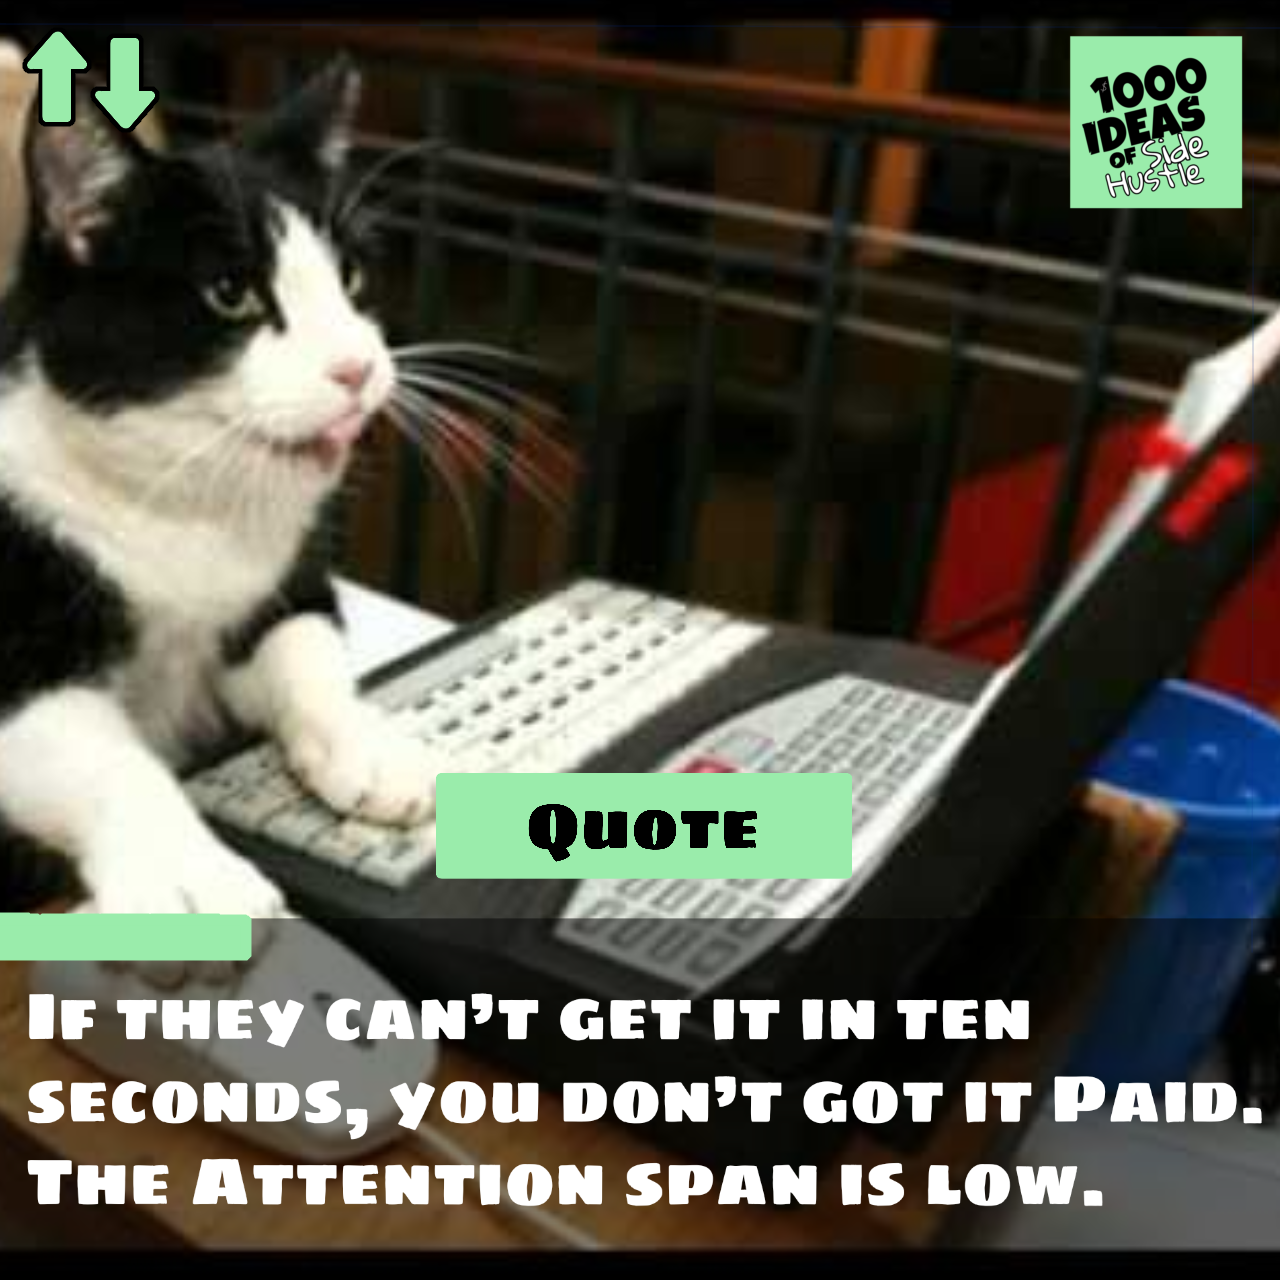 1000
IDEAS
OF Side
Hustle
Quote
If they can’t get it in ten
seconds, you don’t got it Paid.
The Attention span is low.